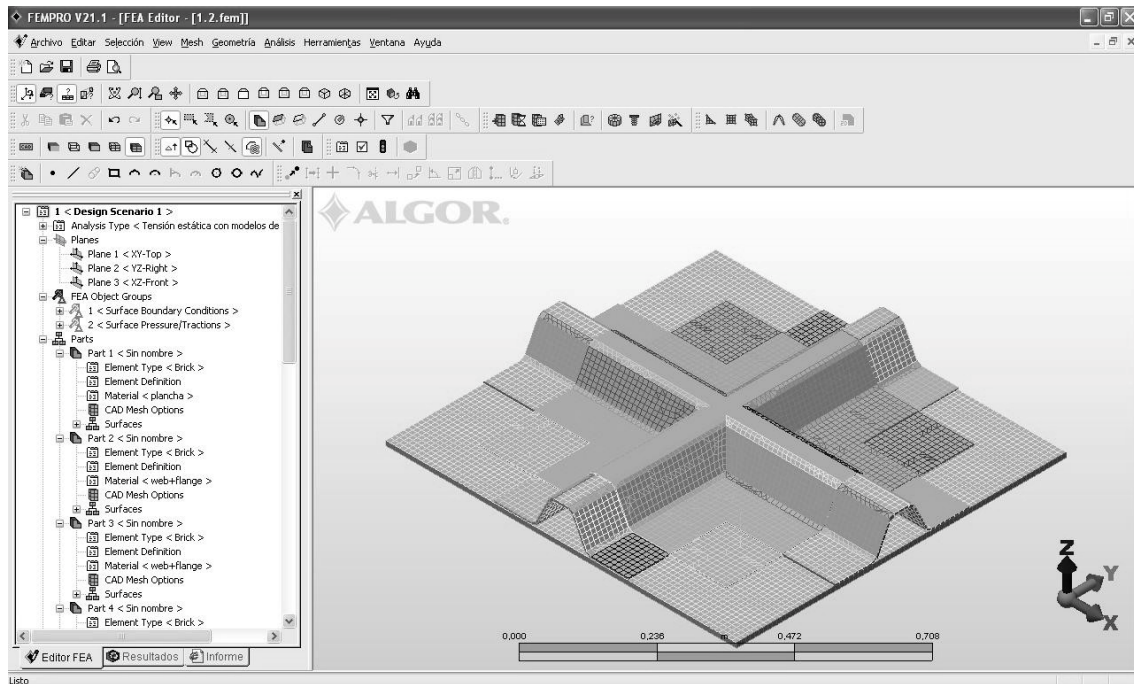 FEMPRO V21.1 - [FEA Editor - [1.2.fem]]
Archivo Editar Selección View Mesh Geometría Análisis Herramientas Ventana Ayuda
1 < Design Scenario 1 >
Analysis Type < Tensión estática con modelos de
Planes
Plane 1 < XY-Top >
Plane 2 < YZ-Right >
Plane 3 < XZ-Front >
FEA Object Groups
1 < Surface Boundary Conditions >
2 < Surface Pressure/Tractions >
Parts
Part 1 < Sin nombre >
Element Type < Brick >
Element Definition
Material < plancha >
CAD Mesh Options
Surfaces
Part 2 < Sin nombre >
Element Type < Brick >
Element Definition
Material < web+flange >
CAD Mesh Options
Surfaces
Part 3 < Sin nombre >
Element Type < Brick >
Element Definition
Material < web+flange >
CAD Mesh Options
Surfaces
Part 4 < Sin nombre >
Element Type < Brick >
Editor FEA Resultados Informe
Listo
ALGOR.
Z
Y
X
0,000 0,236 m 0,472 0,708